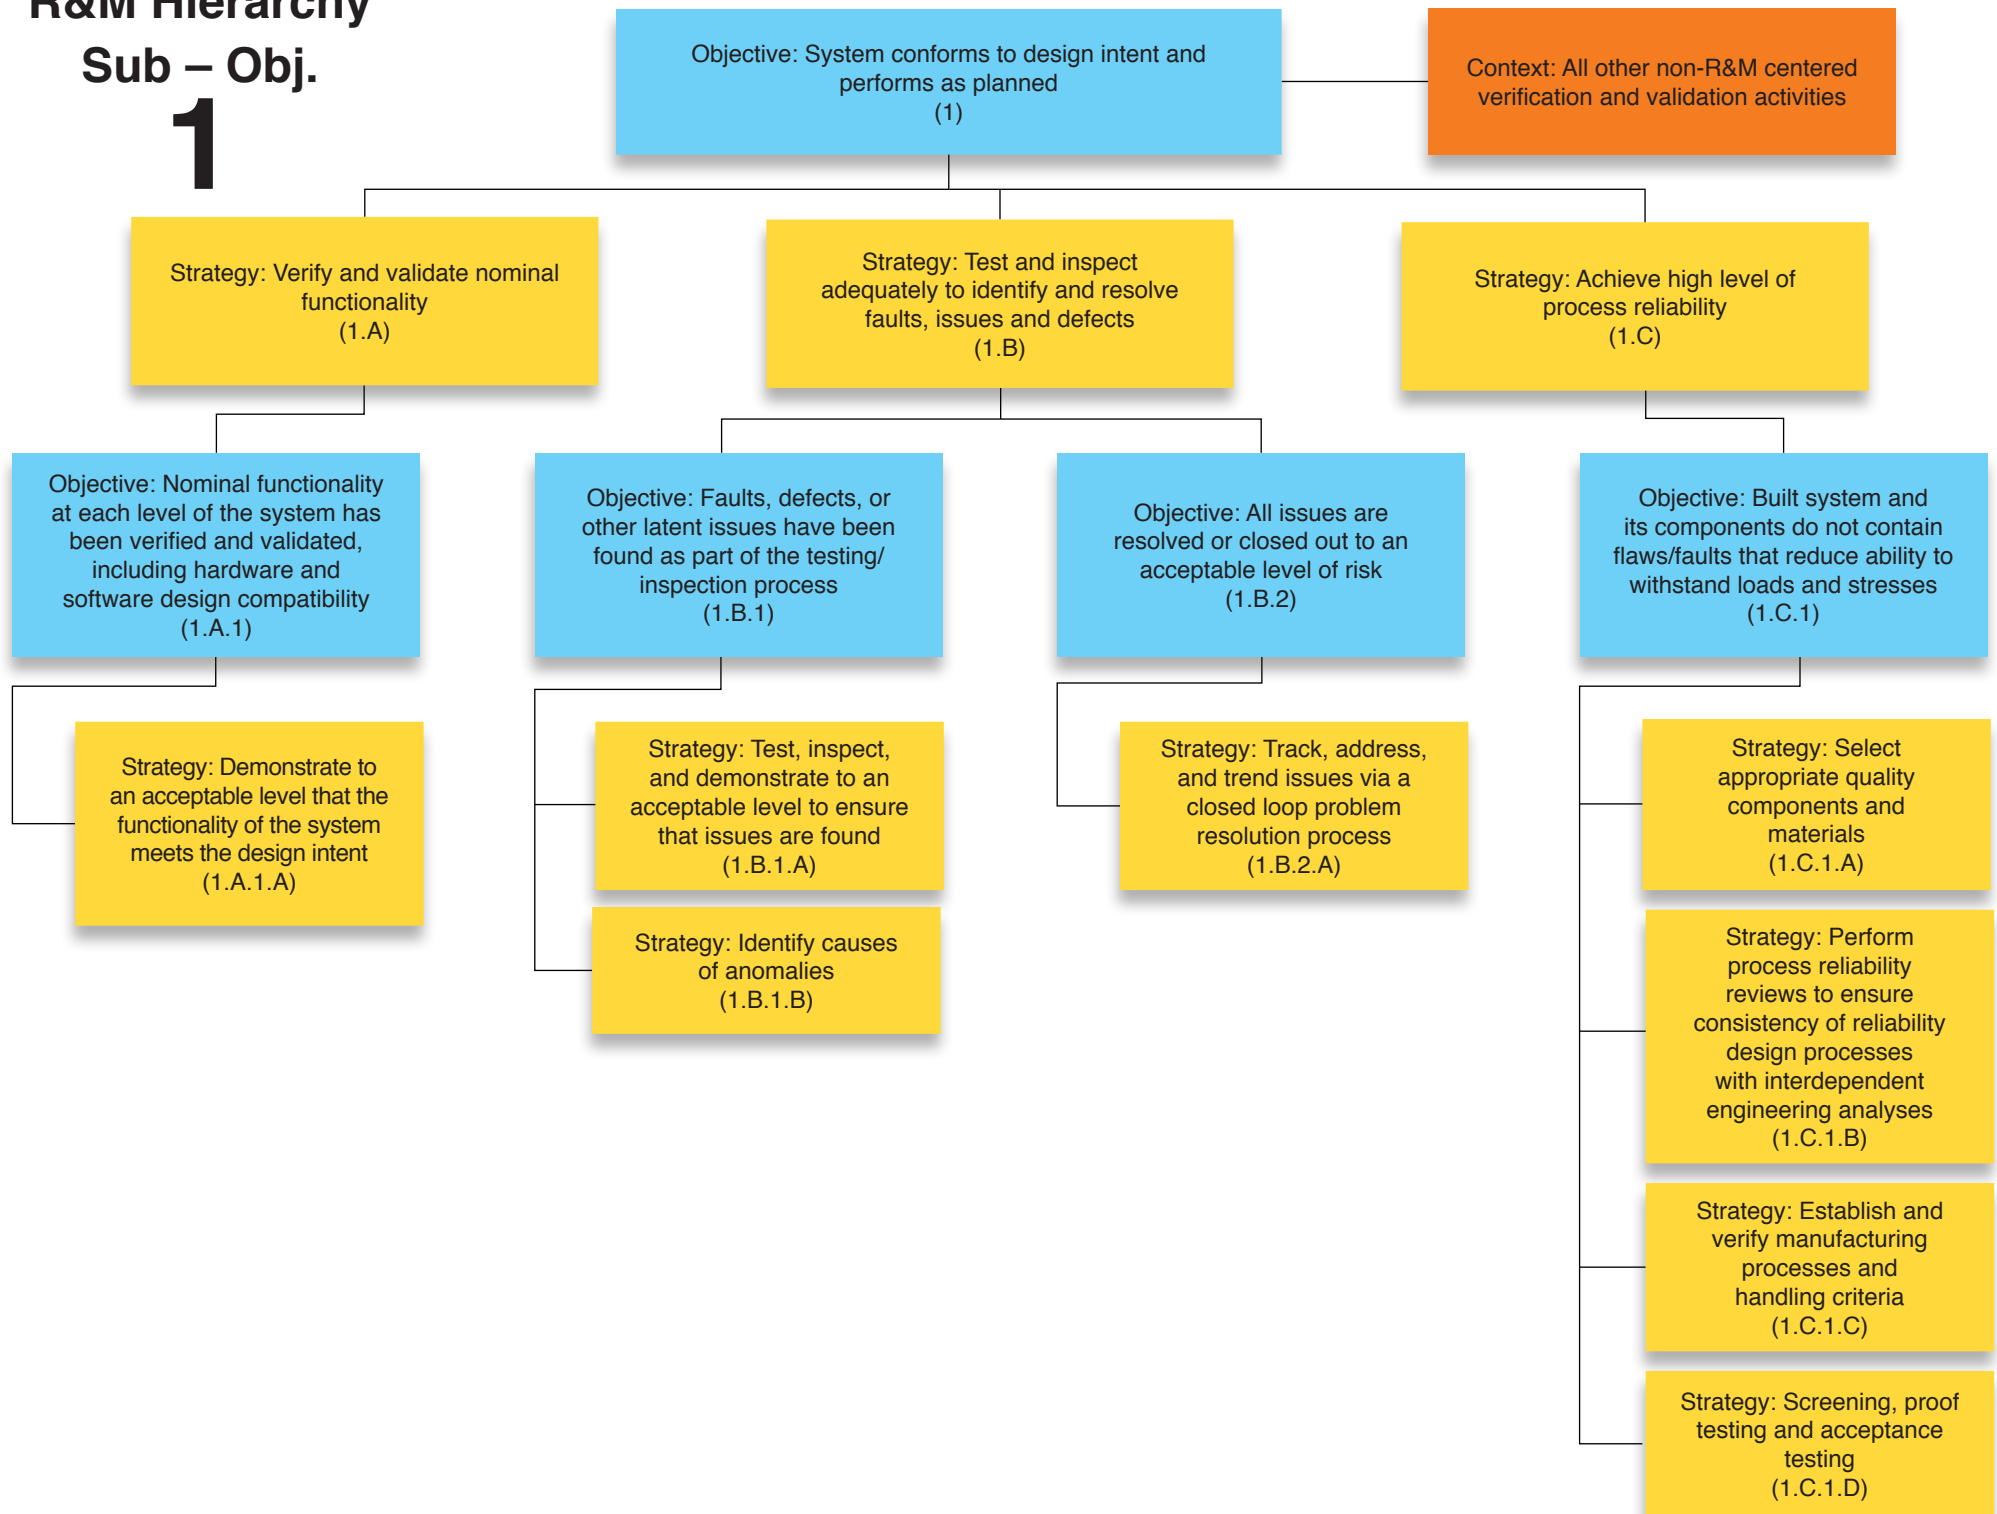 R&M Hierarchy
Sub – Obj.
1
Objective: System conforms to design intent and
performs as planned
(1)
Context: All other non-R&M centered
verification and validation activities
Strategy: Verify and validate nominal
functionality
(1.A)
Strategy: Test and inspect
adequately to identify and resolve
faults, issues and defects
(1.B)
Strategy: Achieve high level of
process reliability
(1.C)
Objective: Nominal functionality
at each level of the system has
been verified and validated,
including hardware and
software design compatibility
(1.A.1)
Objective: Faults, defects, or
other latent issues have been
found as part of the testing/
inspection process
(1.B.1)
Objective: All issues are
resolved or closed out to an
acceptable level of risk
(1.B.2)
Objective: Built system and
its components do not contain
flaws/faults that reduce ability to
withstand loads and stresses
(1.C.1)
Strategy: Demonstrate to
an acceptable level that the
functionality of the system
meets the design intent
(1.A.1.A)
Strategy: Test, inspect,
and demonstrate to an
acceptable level to ensure
that issues are found
(1.B.1.A)
Strategy: Identify causes
of anomalies
(1.B.1.B)
Strategy: Track, address,
and trend issues via a
closed loop problem
resolution process
(1.B.2.A)
Strategy: Select
appropriate quality
components and
materials
(1.C.1.A)
Strategy: Perform
process reliability
reviews to ensure
consistency of reliability
design processes
with interdependent
engineering analyses
(1.C.1.B)
Strategy: Establish and
verify manufacturing
processes and
handling criteria
(1.C.1.C)
Strategy: Screening, proof
testing and acceptance
testing
(1.C.1.D)